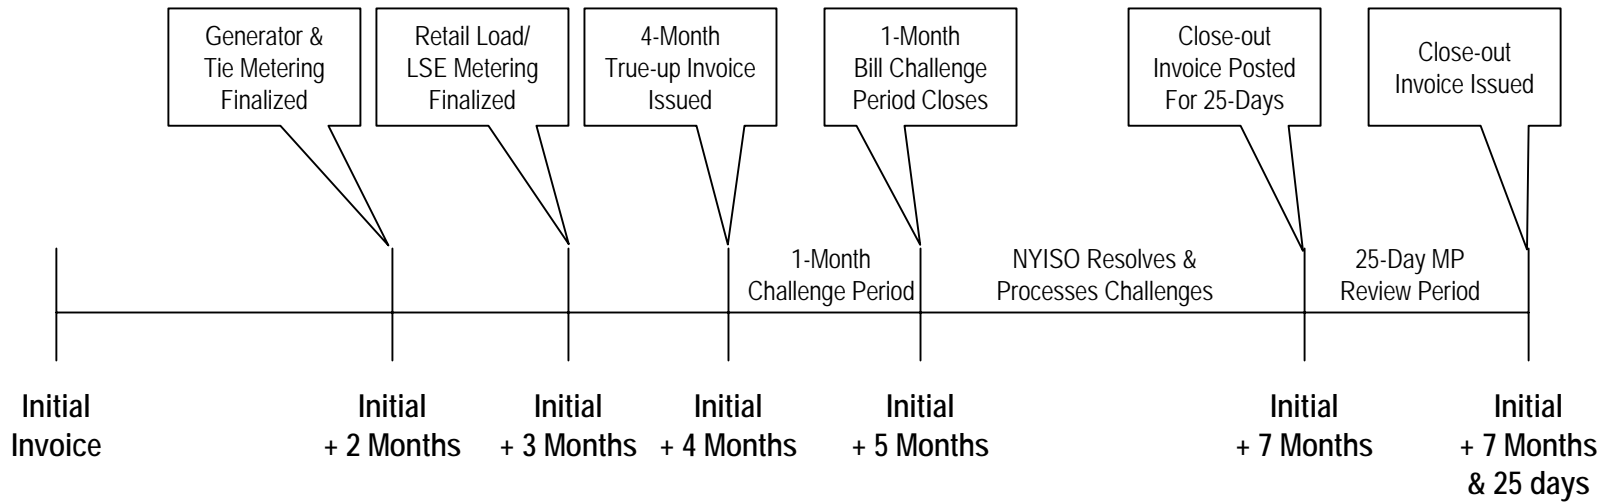 Generator &
Tie Metering
Finalized
Retail Load/
LSE Metering
Finalized
4-Month
True-up Invoice
Issued
1-Month
Bill Challenge
Period Closes
Close-out
Invoice Posted
For 25-Days
Close-out
Invoice Issued
1-Month
Challenge Period
NYISO Resolves &
Processes Challenges
25-Day MP
Review Period
Initial
Invoice
Initial
+ 2 Months
Initial
+ 3 Months
Initial
+ 4 Months
Initial
+ 5 Months
Initial
+ 7 Months
Initial
+ 7 Months
& 25 days